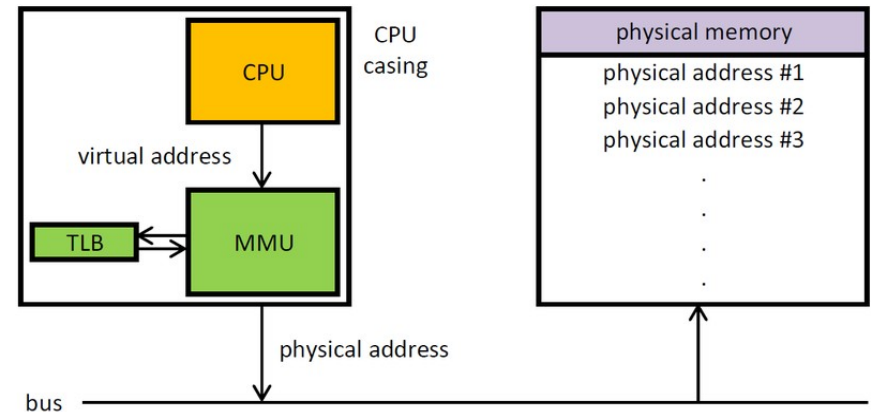 CPU
casing
CPU
virtual address
TLB
MMU
physical address
bus
physical memory
physical address #1
physical address #2
physical address #3
.
.
.
.